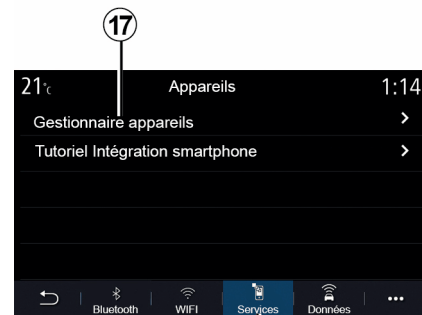 17
21°C Appareils 1:14
Gestionnaire appareils
Tutoriel Intégration smartphone
Bluetooth WIFI Services Données